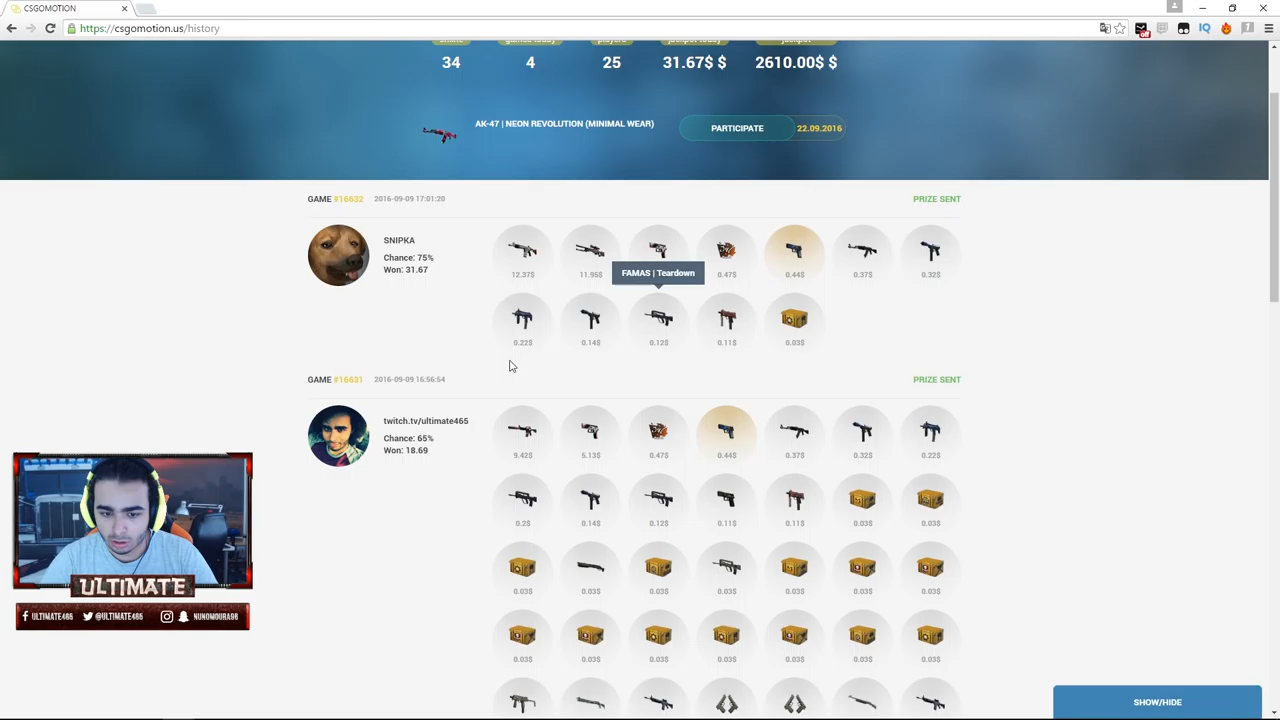 CSGOMOTION
https://csgomotion.us/history
off
34 4 25 31.67$ $ 2610.00$ $
AK-47 | NEON REVOLUTION (MINIMAL WEAR)
PARTICIPATE 22.09.2016
GAME #16632 2016-09-09 17:01:20 PRIZE SENT
SNIPKA
Chance: 75%
Won: 31.67
12.37$ 11.95$ 0.47$ 0.44$ 0.37$ 0.32$
FAMAS | Teardown
0.22$ 0.14$ 0.12$ 0.11$ 0.03$
GAME #16631 2016-09-09 16:56:54 PRIZE SENT
twitch.tv/ultimate465
Chance: 65%
Won: 18.69
9.42$ 5.13$ 0.47$ 0.44$ 0.37$ 0.32$ 0.22$
0.2$ 0.14$ 0.12$ 0.11$ 0.11$ 0.03$ 0.03$
0.03$ 0.03$ 0.03$ 0.03$ 0.03$ 0.03$ 0.03$
0.03$ 0.03$ 0.03$ 0.03$ 0.03$ 0.03$ 0.03$
ULTIMATE
ULTIMATE465 @ULTIMATE465 NUNOMOURA96
SHOW/HIDE